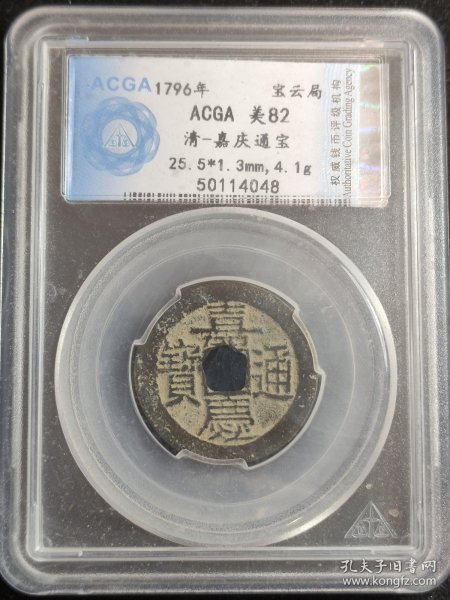 ACGA 1796年 宝云局
ACGA 美82
清-嘉庆通宝
25.5*1.3mm,4.1g
50114048
权威钱币评级机构
Authoritative Coin Grading Agency
嘉慶通寶
孔夫子旧书网
www.kongfz.com